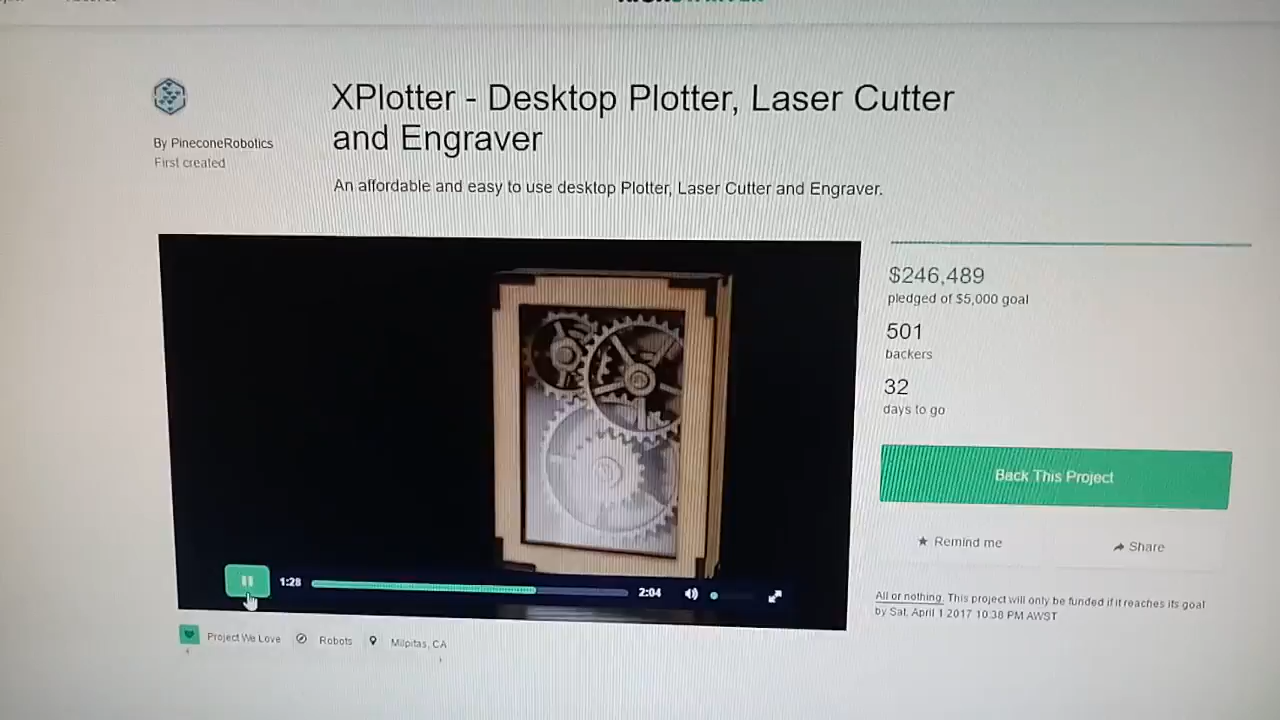 XPlotter - Desktop Plotter, Laser Cutter
and Engraver
By PineconeRobotics
First created
An affordable and easy to use desktop Plotter, Laser Cutter and Engraver.
$246,489
pledged of $5,000 goal
501
backers
32
days to go
Back This Project
Remind me
Share
All or nothing. This project will only be funded if it reaches its goal
by Sat, April 1 2017 10:38 PM AWST
1:28
2:04
Project We Love
Robots
Milpitas, CA